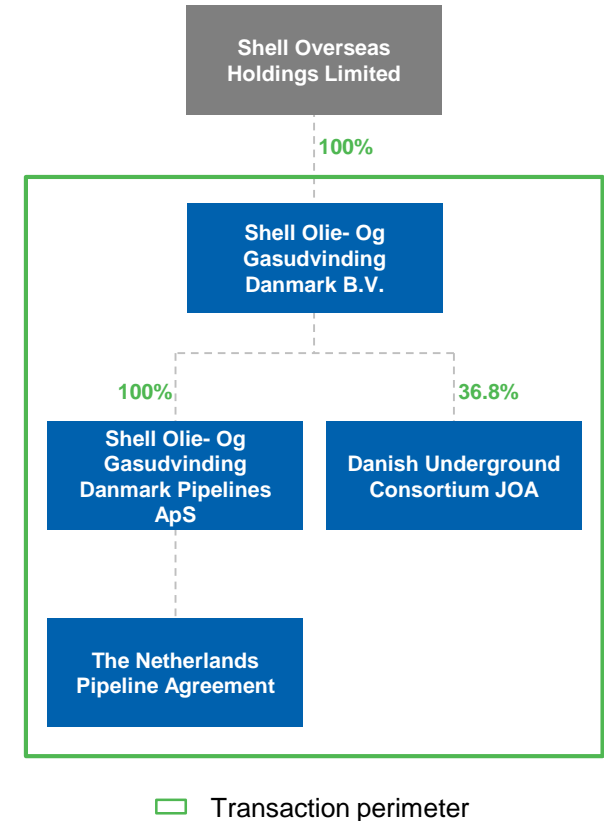 Shell Overseas
Holdings Limited
100%
Shell Olie- Og
Gasudvinding
Danmark B.V.
100%
36.8%
Shell Olie- Og
Gasudvinding
Danmark Pipelines
ApS
Danish Underground
Consortium JOA
The Netherlands
Pipeline Agreement
Transaction perimeter